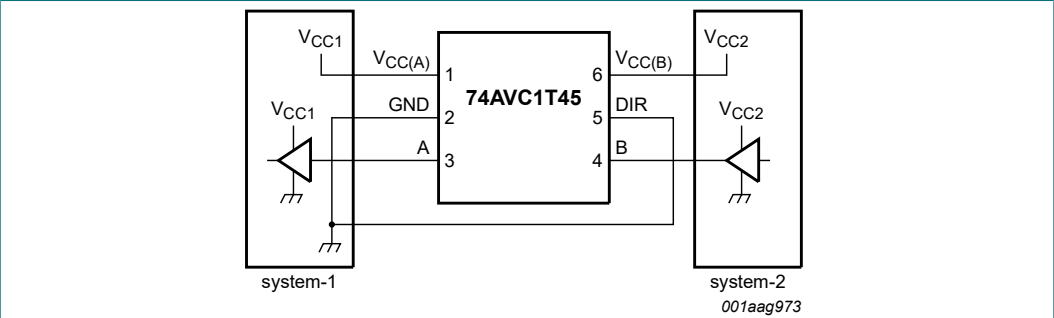 VCC1
VCC(A)
1
74AVC1T45
6
VCC(B)
VCC2
GND
2
5
DIR
VCC1
A
3
4
B
VCC2
system-1
system-2
001aag973